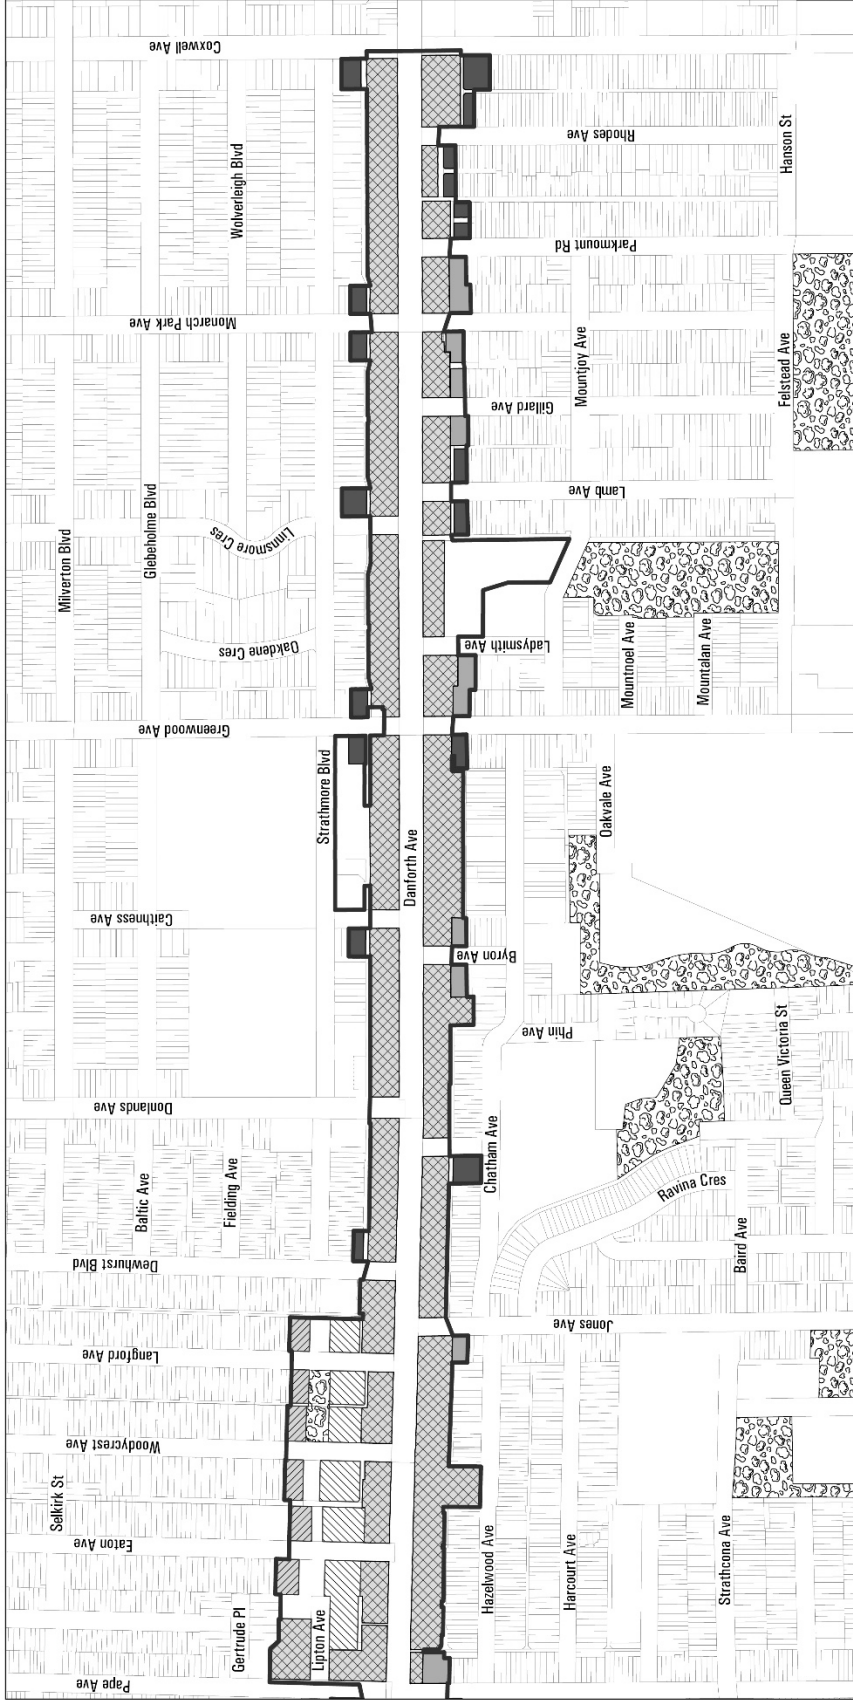 Coxwell Ave
Wolverleigh Blvd
Rhodes Ave
Hanson St
Parkmount Rd
Monarch Park Ave
Mountjoy Ave
Felstead Ave
Gillard Ave
Lamb Ave
Milverton Blvd
Glebeholme Blvd
Linnsmore Cres
Oakdene Cres
Ladysmith Ave
Mountnoel Ave
Mountalan Ave
Greenwood Ave
Strathmore Blvd
Danforth Ave
Oakvale Ave
Caithness Ave
Byron Ave
Phin Ave
Queen Victoria St
Donlands Ave
Chatham Ave
Baltic Ave
Fielding Ave
Ravina Cres
Baird Ave
Dewhurst Blvd
Jones Ave
Langford Ave
Woodycrest Ave
Selkirk St
Eaton Ave
Hazelwood Ave
Harcourt Ave
Strathcona Ave
Gertrude Pl
Lipton Ave
Pape Ave